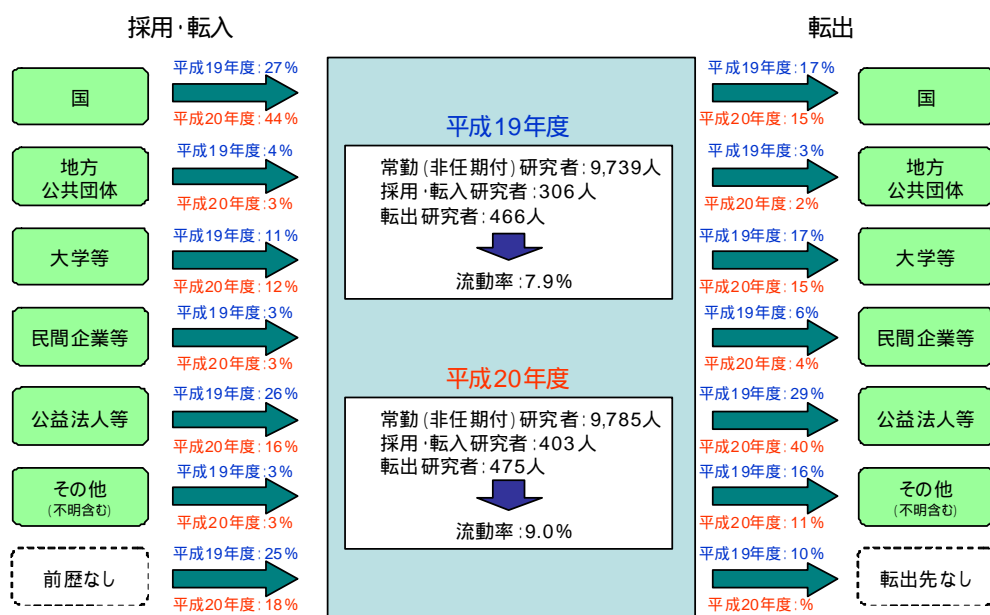 採用・転入
国
平成19年度:27%
平成20年度:44%
地方
公共団体
平成19年度:4%
平成20年度:3%
大学等
平成19年度:11%
平成20年度:12%
民間企業等
平成19年度:3%
平成20年度:3%
公益法人等
平成19年度:26%
平成20年度:16%
その他
(不明含む)
平成19年度:3%
平成20年度:3%
前歴なし
平成19年度:25%
平成20年度:18%
平成19年度
常勤(非任期付)研究者:9,739人
採用・転入研究者:306人
転出研究者:466人
流動率:7.9%
平成20年度
常勤(非任期付)研究者:9,785人
採用・転入研究者:403人
転出研究者:475人
流動率:9.0%
転出
平成19年度:17%
平成20年度:15%
国
平成19年度:3%
平成20年度:2%
地方
公共団体
平成19年度:17%
平成20年度:15%
大学等
平成19年度:6%
平成20年度:4%
民間企業等
平成19年度:29%
平成20年度:40%
公益法人等
平成19年度:16%
平成20年度:11%
その他
(不明含む)
平成19年度:10%
平成20年度:%
転出先なし